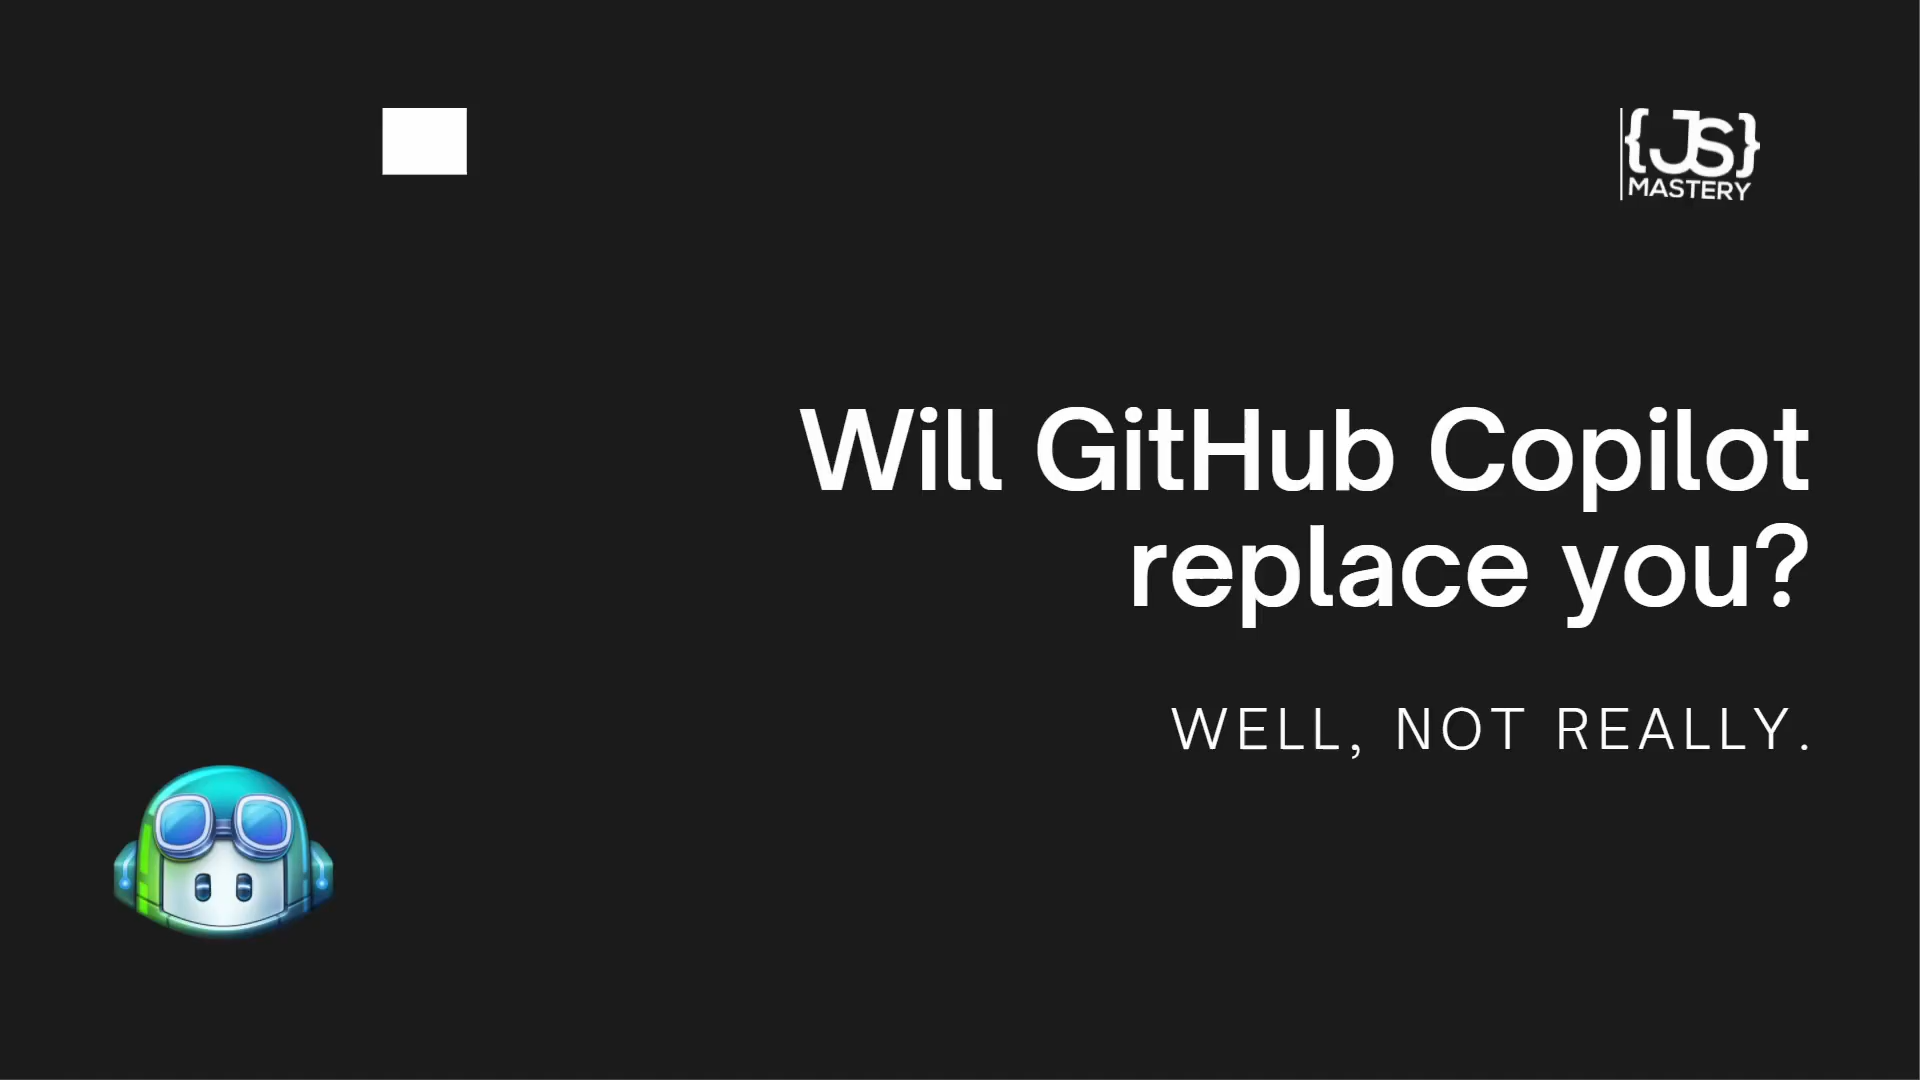 {JS}
MASTERY
Will GitHub Copilot
replace you?
WELL, NOT REALLY.